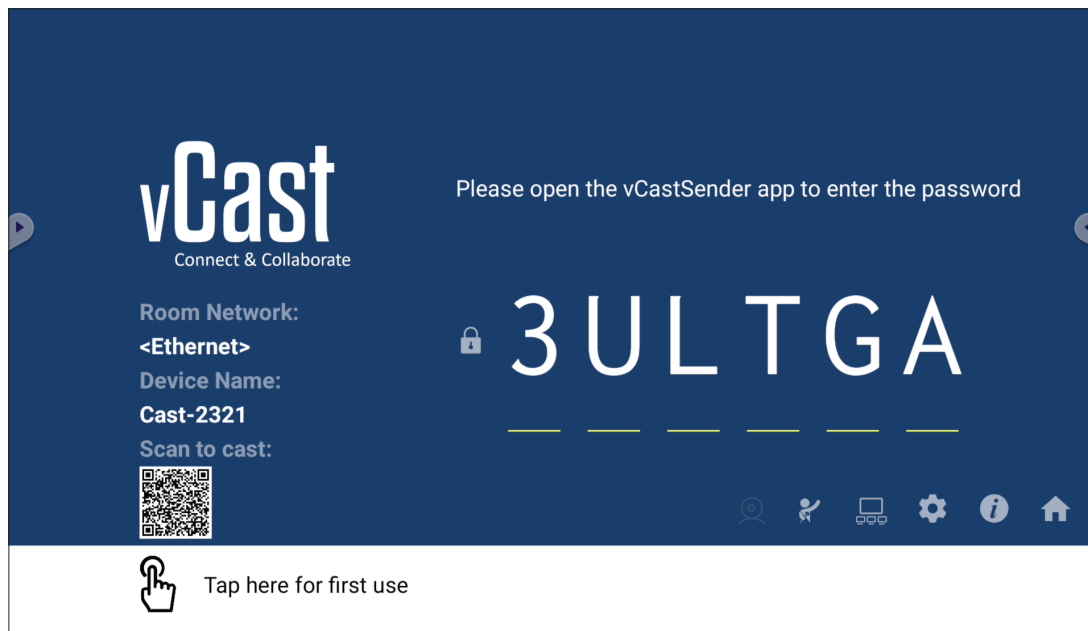 vCast
Connect & Collaborate
Room Network:
<Ethernet>
Device Name:
Cast-2321
Scan to cast:
Please open the vCastSender app to enter the password
3ULTGA
Tap here for first use